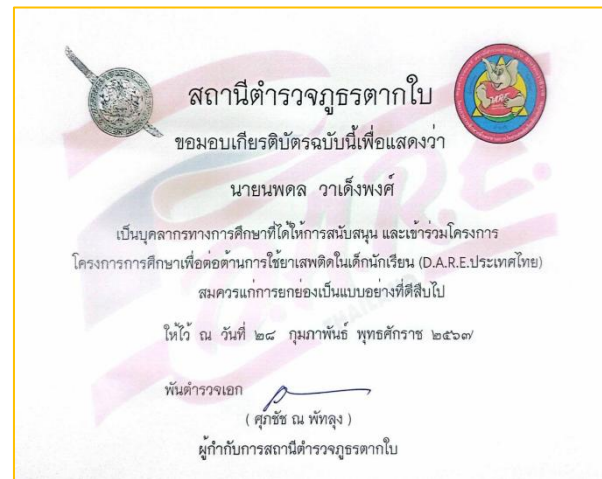 สถานีตำรวจภูธรตากใบ
ขอมอบเกียรติบัตรฉบับนี้เพื่อแสดงว่า
นายนพดล วาเด็งพงศ์
เป็นบุคลากรทางการศึกษาที่ได้ให้การสนับสนุน และเข้าร่วมโครงการ
โครงการการศึกษาเพื่อต่อต้านการใช้ยาเสพติดในเด็กนักเรียน (D.A.R.E.ประเทศไทย)
สมควรแก่การยกย่องเป็นแบบอย่างที่ดีสืบไป
ให้ไว้ ณ วันที่ ๒๘ กุมภาพันธ์ พุทธศักราช ๒๕๖๗
พันตำรวจเอก
( ศุภชัช ณ พัทลุง )
ผู้กำกับการสถานีตำรวจภูธรตากใบ
D.A.R.E.
THAILAND